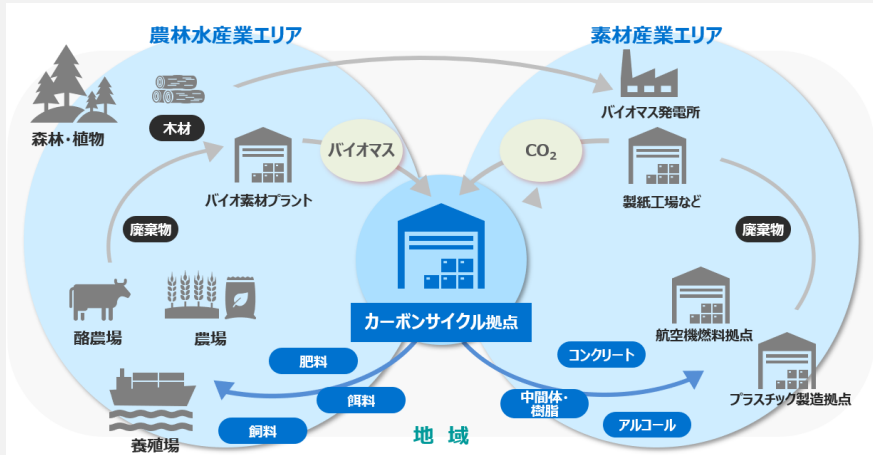 農林水産業エリア
素材産業エリア
森林・植物
木材
バイオマス発電所
バイオ素材プラント
バイオマス
CO₂
製紙工場など
廃棄物
廃棄物
酪農場
農場
カーボンサイクル拠点
航空機燃料拠点
プラスチック製造拠点
肥料
餌料
飼料
養殖場
コンクリート
中間体・
樹脂
アルコール
地域